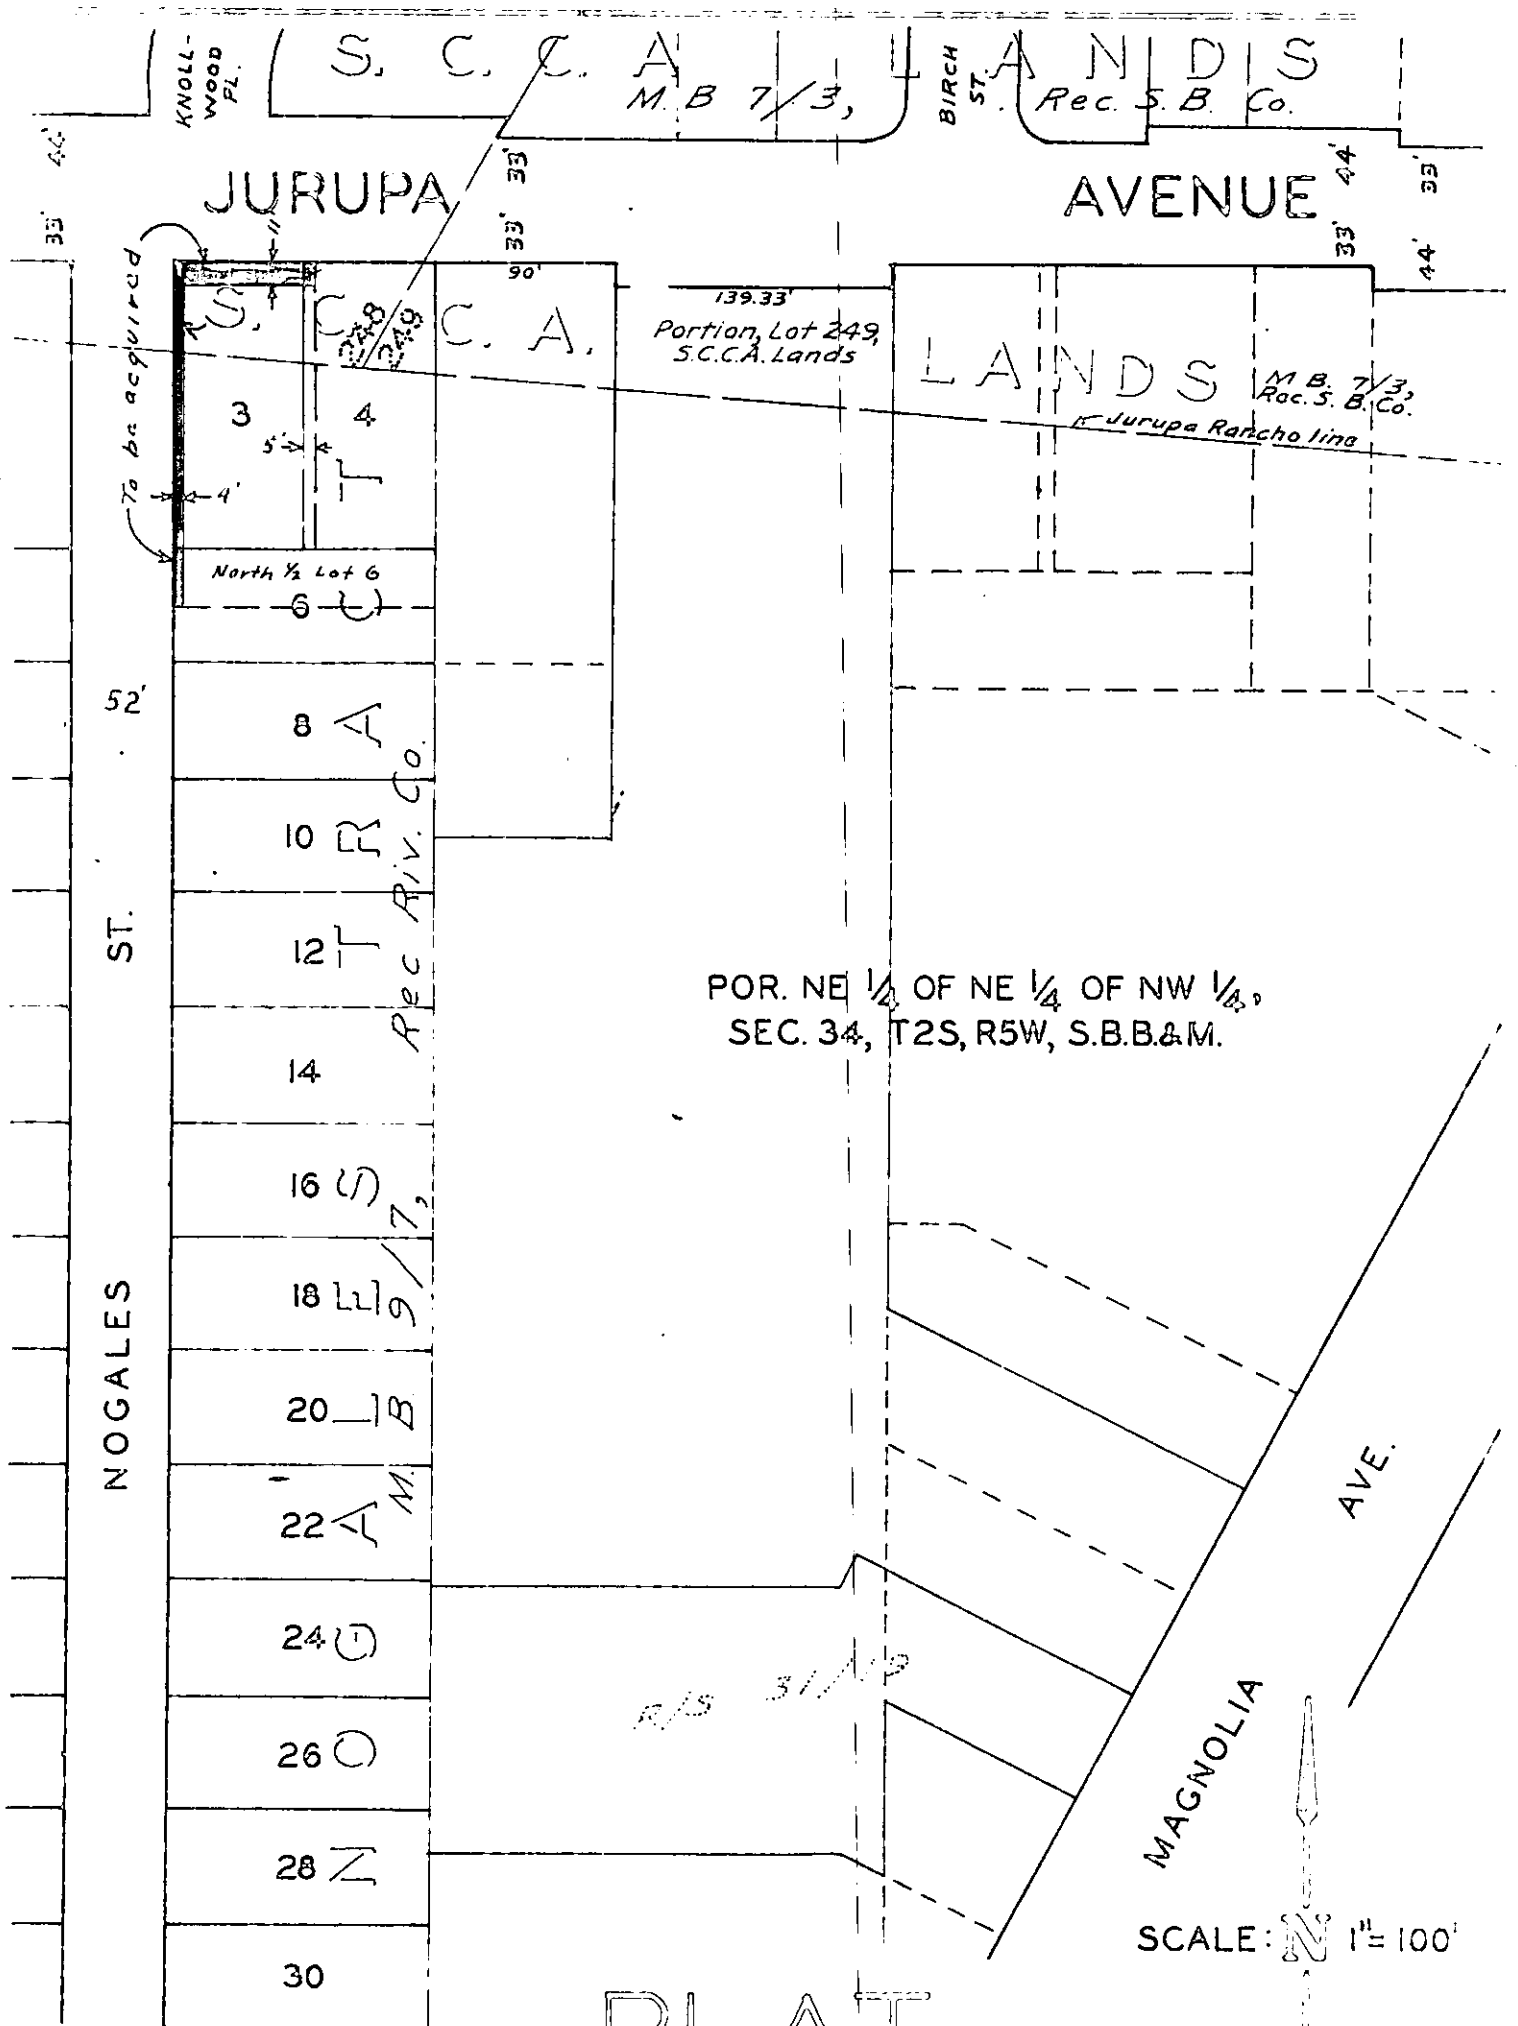 S. C. C. A. LANDS
KNOLL-
WOOD
PL.
M. B 7/3,
BIRCH
ST.
Rec. S. B. Co.
44'
33'
44'
33'
JURUPA
AVENUE
33'
33'
33'
44'
11'
90'
To be acquired
139.33'
Portion, Lot 249,
S.C.C.A. Lands
S. C. C. A. LANDS
248
249
M. B. 7/3,
Rec. S. B. Co.
Jurupa Rancho line
3
4
5'
4'
North ½ Lot 6
6
52'
8
10
12
14
16
18
20
22
24
26
28
30
NOGALES TRACT
M. B 9/7, Rec Riv. Co.
NOGALES ST.
POR. NE 1/4 OF NE 1/4 OF NW 1/4,
SEC. 34, T2S, R5W, S.B.B.&M.
MAGNOLIA AVE.
R/S
SCALE: N 1"=100'
PLAT